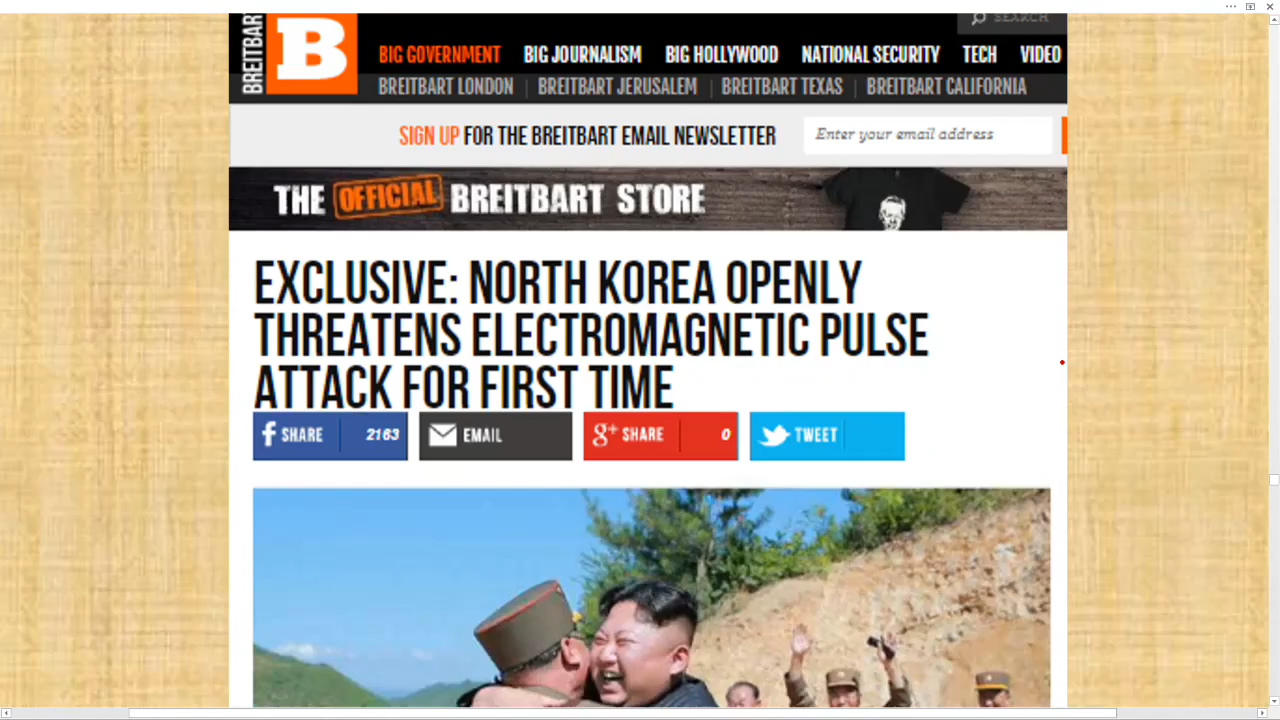 BREITBART
B
SEARCH
BIG GOVERNMENT BIG JOURNALISM BIG HOLLYWOOD NATIONAL SECURITY TECH VIDEO
BREITBART LONDON BREITBART JERUSALEM BREITBART TEXAS BREITBART CALIFORNIA
SIGN UP FOR THE BREITBART EMAIL NEWSLETTER Enter your email address
THE OFFICIAL BREITBART STORE
EXCLUSIVE: NORTH KOREA OPENLY
THREATENS ELECTROMAGNETIC PULSE
ATTACK FOR FIRST TIME
f SHARE 2163 EMAIL g+ SHARE 0 TWEET